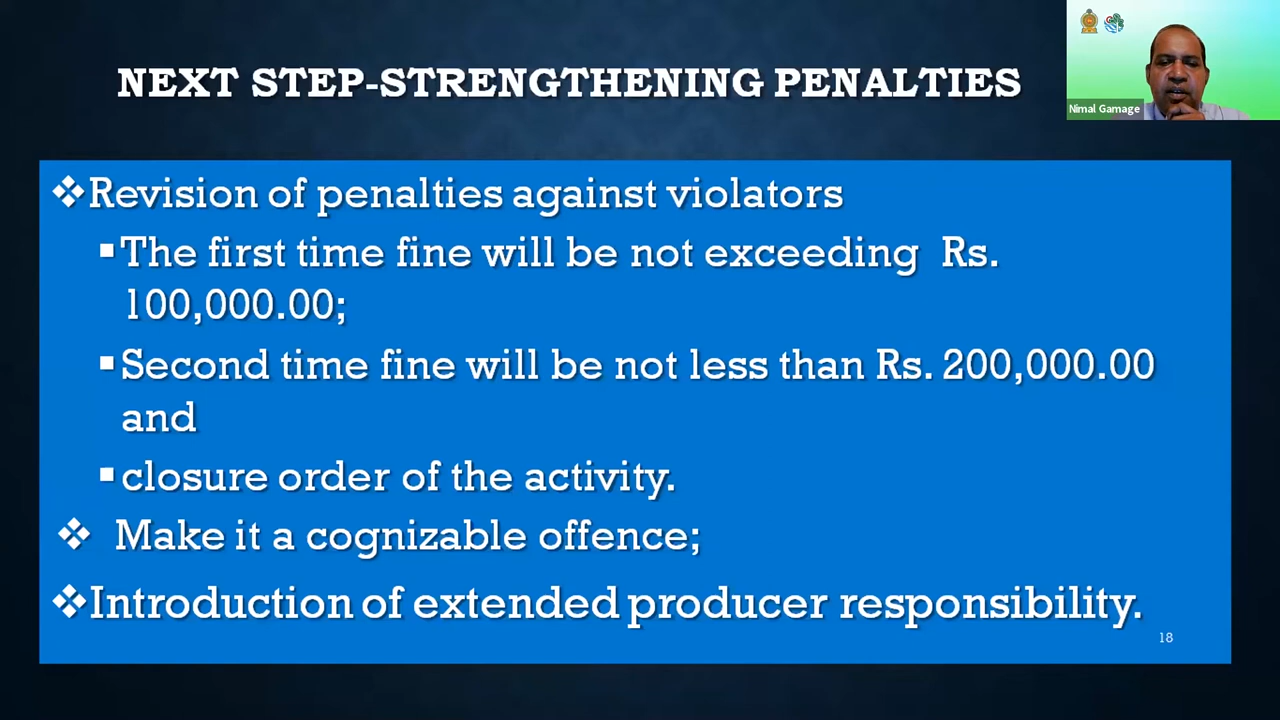 NEXT STEP-STRENGTHENING PENALTIES
Nimal Gamage
❖Revision of penalties against violators
▪The first time fine will be not exceeding Rs.
100,000.00;
▪Second time fine will be not less than Rs. 200,000.00
and
▪closure order of the activity.
❖ Make it a cognizable offence;
❖Introduction of extended producer responsibility.
18